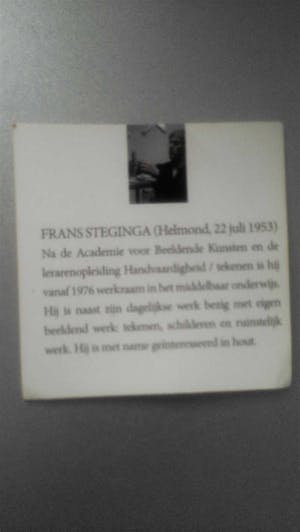 FRANS STEGINGA (Helmond, 22 juli 1953)
Na de Academie voor Beeldende Kunsten en de
lerarenopleiding Handvaardigheid / tekenen is hij
vanaf 1976 werkzaam in het middelbaar onderwijs.
Hij is naast zijn dagelijkse werk bezig met eigen
beeldend werk: tekenen, schilderen en ruimtelijk
werk. Hij is met name geïnteresseerd in hout.